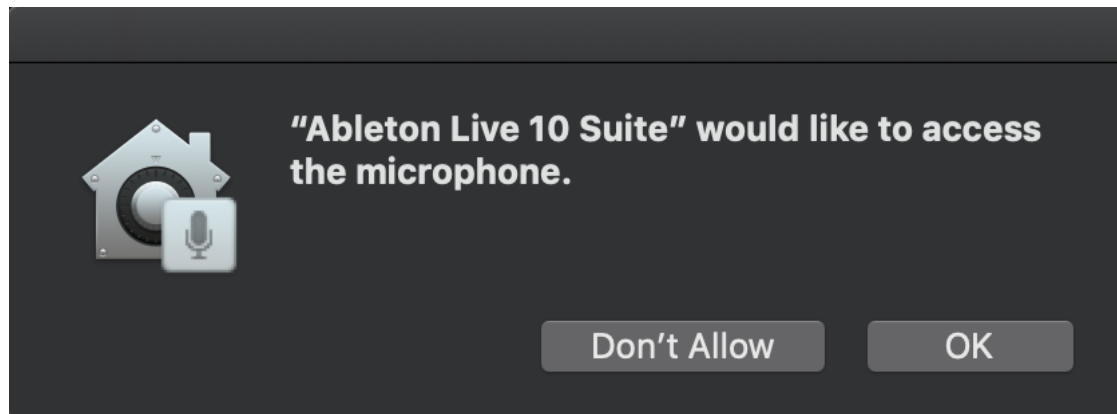 “Ableton Live 10 Suite” would like to access
the microphone.
Don’t Allow
OK